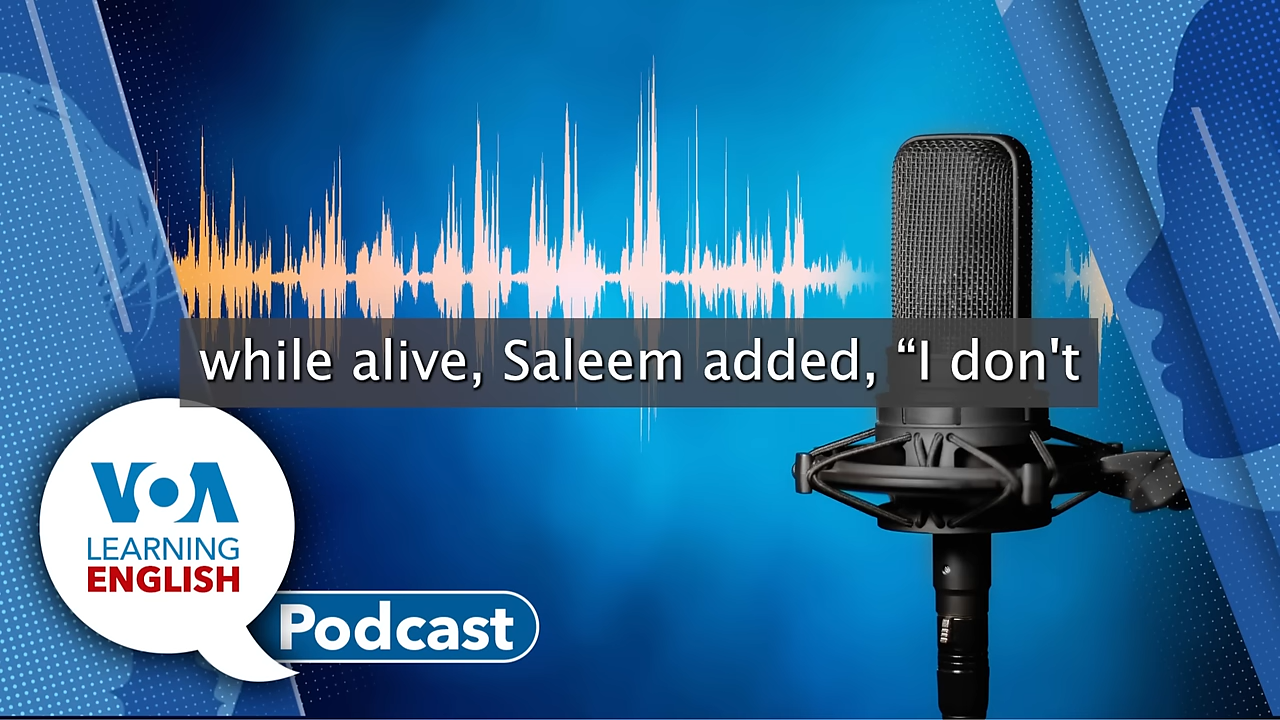 while alive, Saleem added, “I don't
VOA
LEARNING
ENGLISH
Podcast